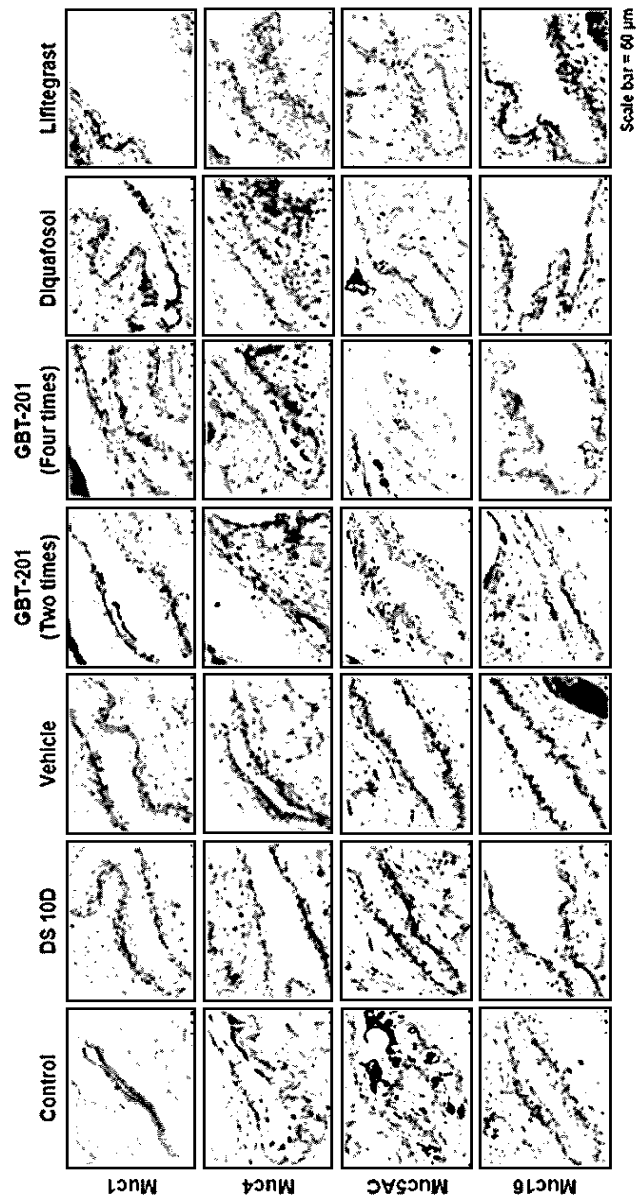 Control
DS 10D
Vehicle
GBT-201
(Two times)
GBT-201
(Four times)
Diquafosol
Lifitegrast
Muc1
Muc4
Muc5AC
Muc16
Scale bar = 50 µm